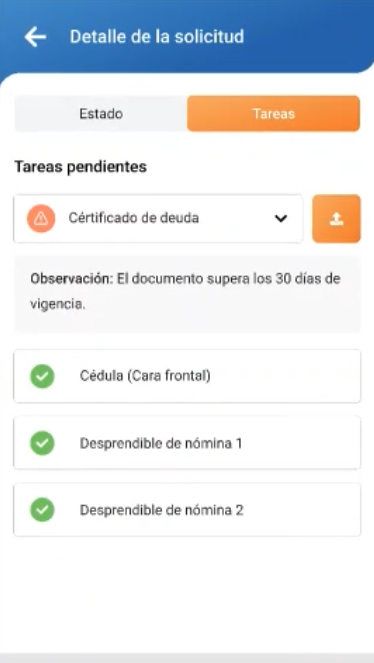 Detalle de la solicitud
Estado
Tareas
Tareas pendientes
Cértificado de deuda
Observación: El documento supera los 30 días de
vigencia.
Cédula (Cara frontal)
Desprendible de nómina 1
Desprendible de nómina 2